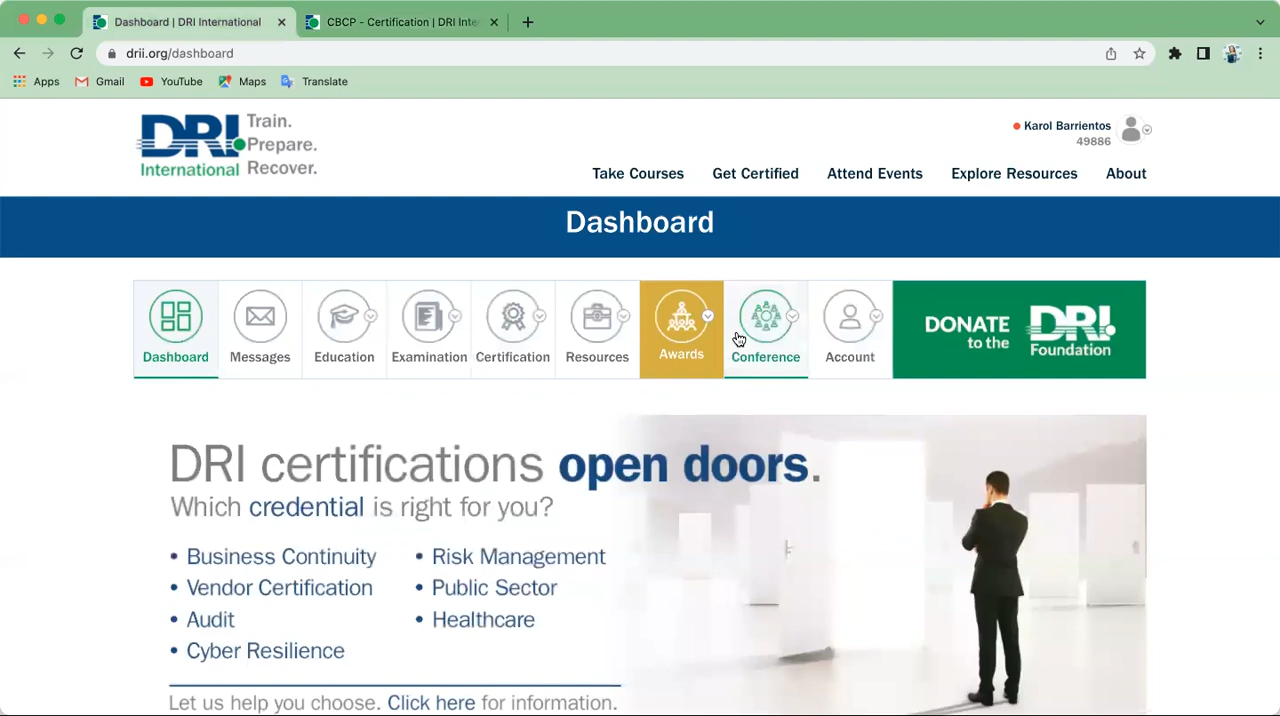 Dashboard | DRI International
CBCP - Certification | DRI Inte
drii.org/dashboard
Apps Gmail YouTube Maps Translate
DRI International
Train.
Prepare.
Recover.
Karol Barrientos
49886
Take Courses Get Certified Attend Events Explore Resources About
Dashboard
Dashboard Messages Education Examination Certification Resources Awards Conference Account
DONATE to the DRI Foundation
DRI certifications open doors.
Which credential is right for you?
• Business Continuity
• Vendor Certification
• Audit
• Cyber Resilience
• Risk Management
• Public Sector
• Healthcare
Let us help you choose. Click here for information.